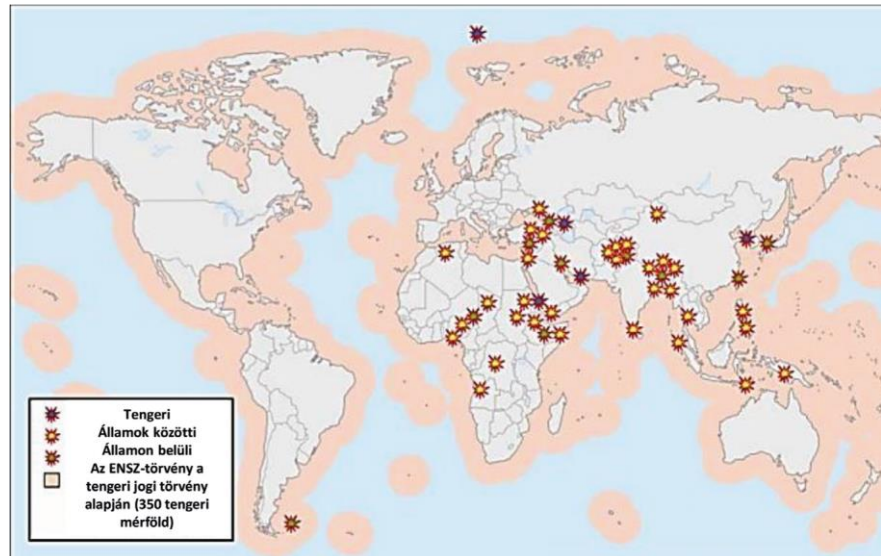 Tengeri
Államok közötti
Államon belüli
Az ENSZ-törvény a
tengeri jogi törvény
alapján (350 tengeri
mérföld)